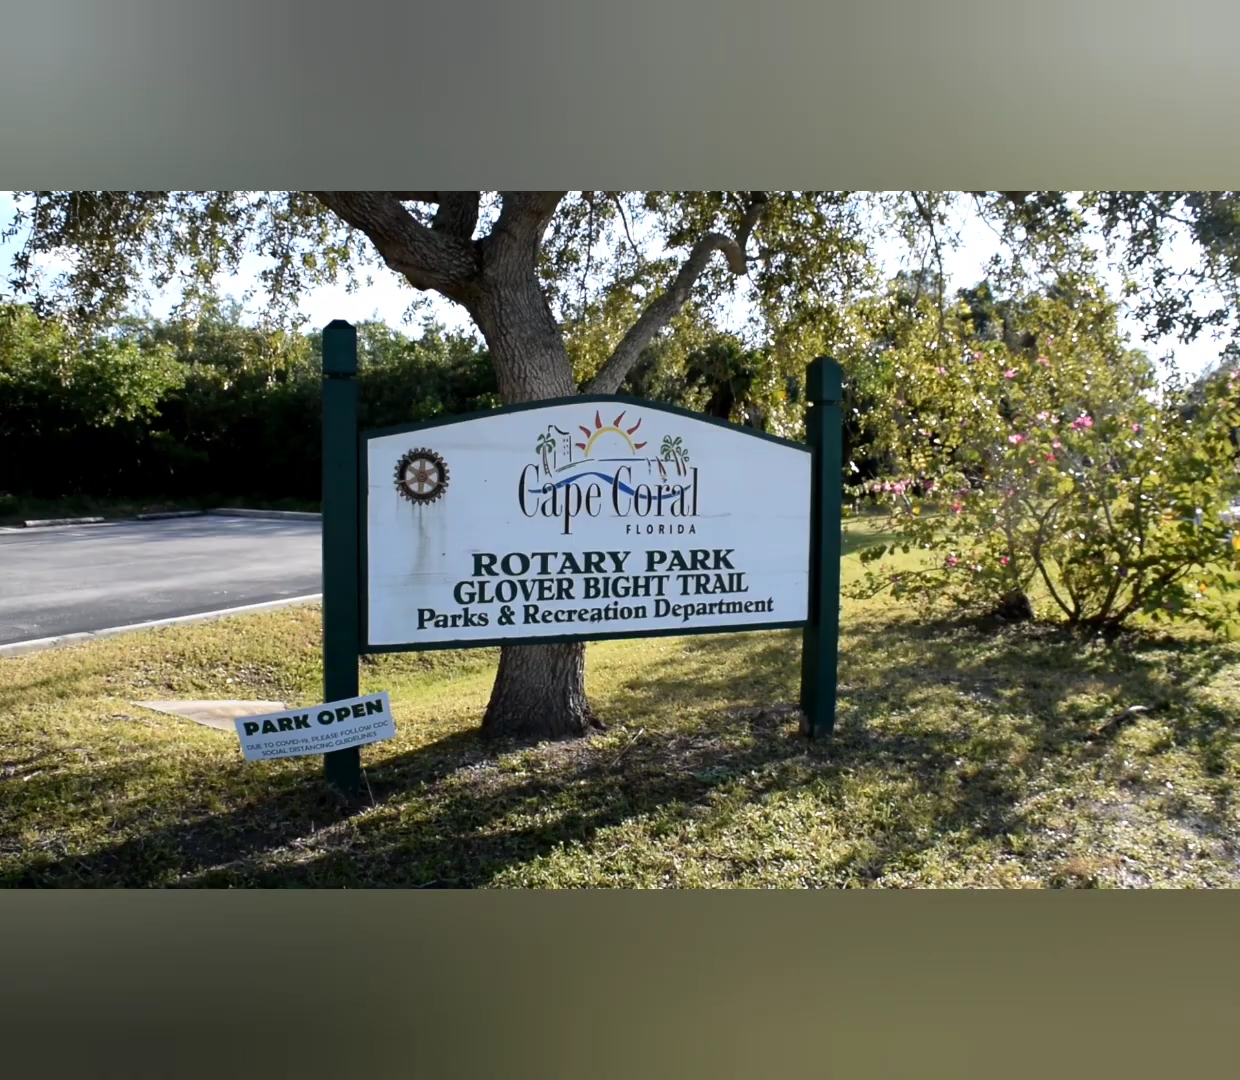 Cape Coral
FLORIDA
ROTARY PARK
GLOVER BIGHT TRAIL
Parks & Recreation Department
PARK OPEN
DUE TO COVID-19, PLEASE FOLLOW CDC
SOCIAL DISTANCING GUIDELINES